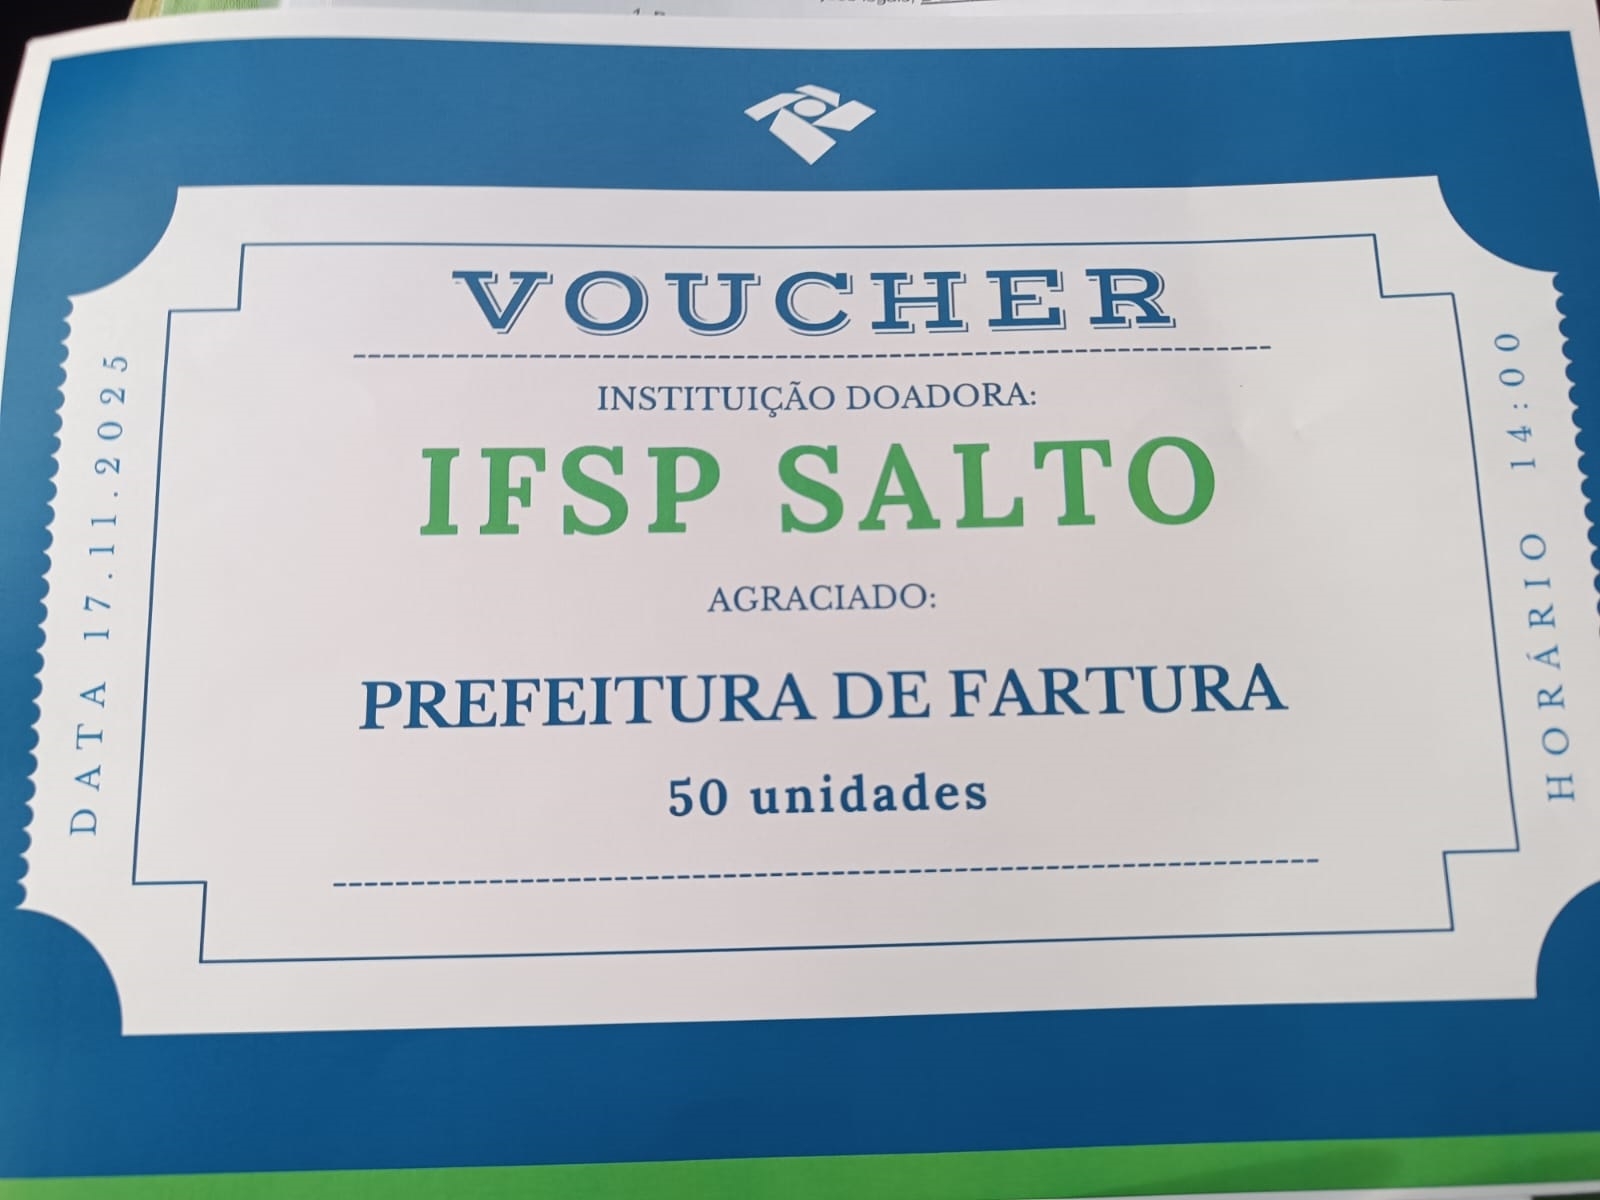 VOUCHER
INSTITUIÇÃO DOADORA:
IFSP SALTO
AGRACIADO:
PREFEITURA DE FARTURA
50 unidades
DATA 17.11.2025
HORÁRIO 14:00